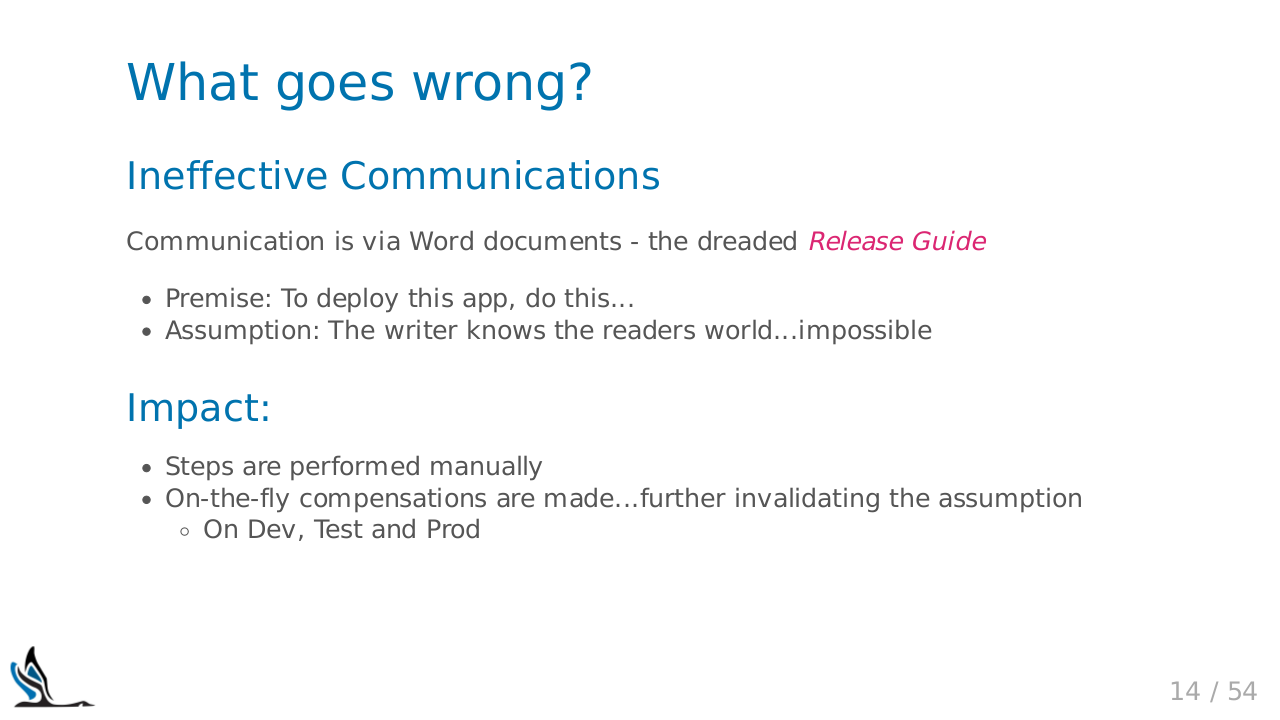 What goes wrong?
Ineffective Communications
Communication is via Word documents - the dreaded Release Guide
• Premise: To deploy this app, do this...
• Assumption: The writer knows the readers world...impossible
Impact:
• Steps are performed manually
• On-the-fly compensations are made...further invalidating the assumption
◦ On Dev, Test and Prod
14 / 54